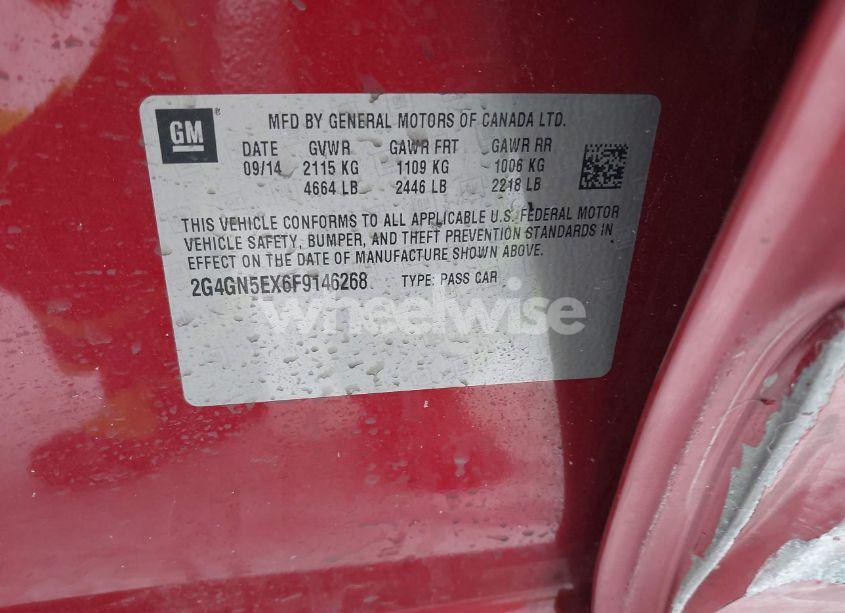 GM
MFD BY GENERAL MOTORS OF CANADA LTD.
DATE GVWR GAWR FRT GAWR RR
09/14 2115 KG 1109 KG 1006 KG
4664 LB 2446 LB 2218 LB
THIS VEHICLE CONFORMS TO ALL APPLICABLE U.S. FEDERAL MOTOR
VEHICLE SAFETY, BUMPER, AND THEFT PREVENTION STANDARDS IN
EFFECT ON THE DATE OF MANUFACTURE SHOWN ABOVE.
2G4GN5EX6F9146268 TYPE: PASS CAR
wheelwise